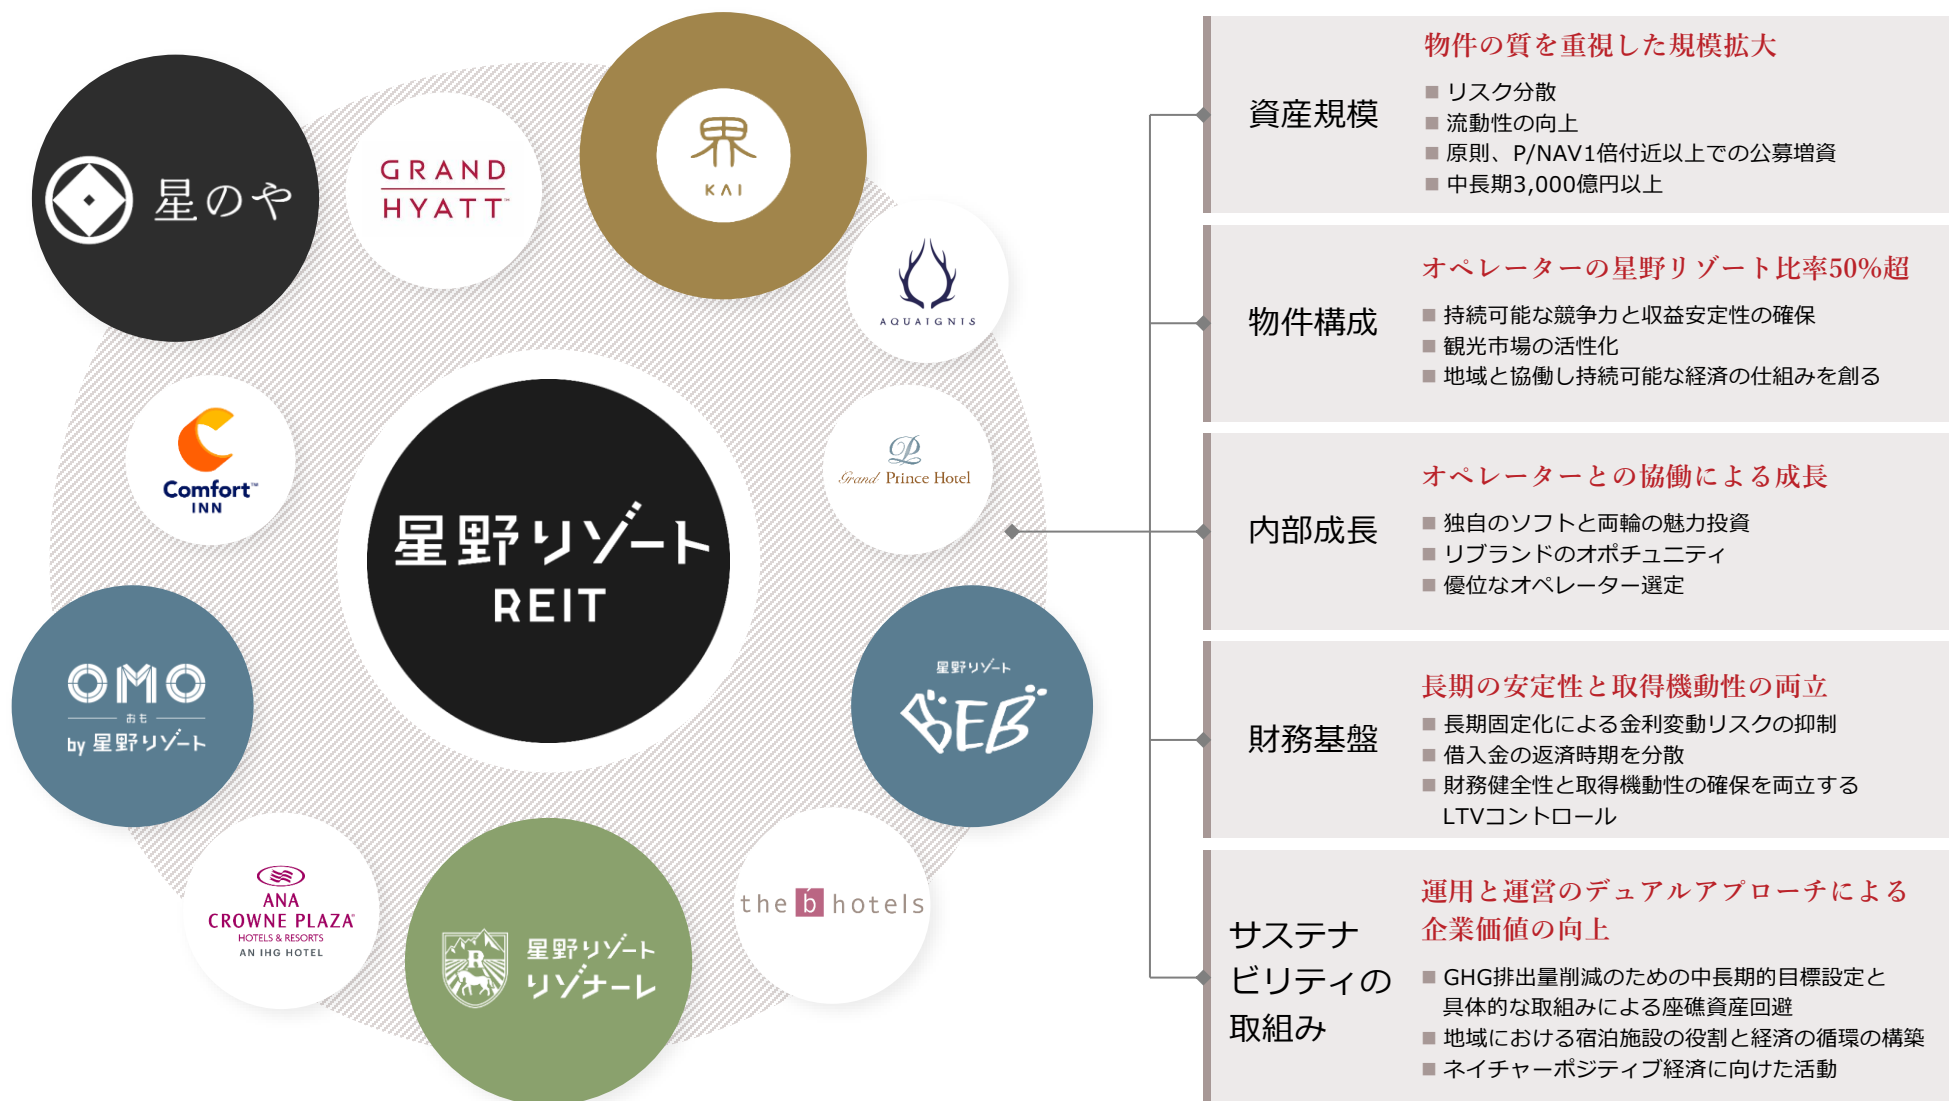 星のや
GRAND
HYATT™
界
KAI
AQUAIGNIS
Comfort™
INN
Grand Prince Hotel
星野リゾート
REIT
OMO
おも
by 星野リゾート
星野リゾート
BEB
ANA
CROWNE PLAZA
HOTELS & RESORTS
AN IHG HOTEL
R
星野リゾート
リゾナーレ
the b hotels
資産規模
物件の質を重視した規模拡大
■ リスク分散
■ 流動性の向上
■ 原則、P/NAV1倍付近以上での公募増資
■ 中長期3,000億円以上
物件構成
オペレーターの星野リゾート比率50%超
■ 持続可能な競争力と収益安定性の確保
■ 観光市場の活性化
■ 地域と協働し持続可能な経済の仕組みを創る
内部成長
オペレーターとの協働による成長
■ 独自のソフトと両輪の魅力投資
■ リブランドのオポチュニティ
■ 優位なオペレーター選定
財務基盤
長期の安定性と取得機動性の両立
■ 長期固定化による金利変動リスクの抑制
■ 借入金の返済時期を分散
■ 財務健全性と取得機動性の確保を両立する
LTVコントロール
サステナ
ビリティの
取組み
運用と運営のデュアルアプローチによる
企業価値の向上
■ GHG排出量削減のための中長期的目標設定と
具体的な取組みによる座礁資産回避
■ 地域における宿泊施設の役割と経済の循環の構築
■ ネイチャーポジティブ経済に向けた活動